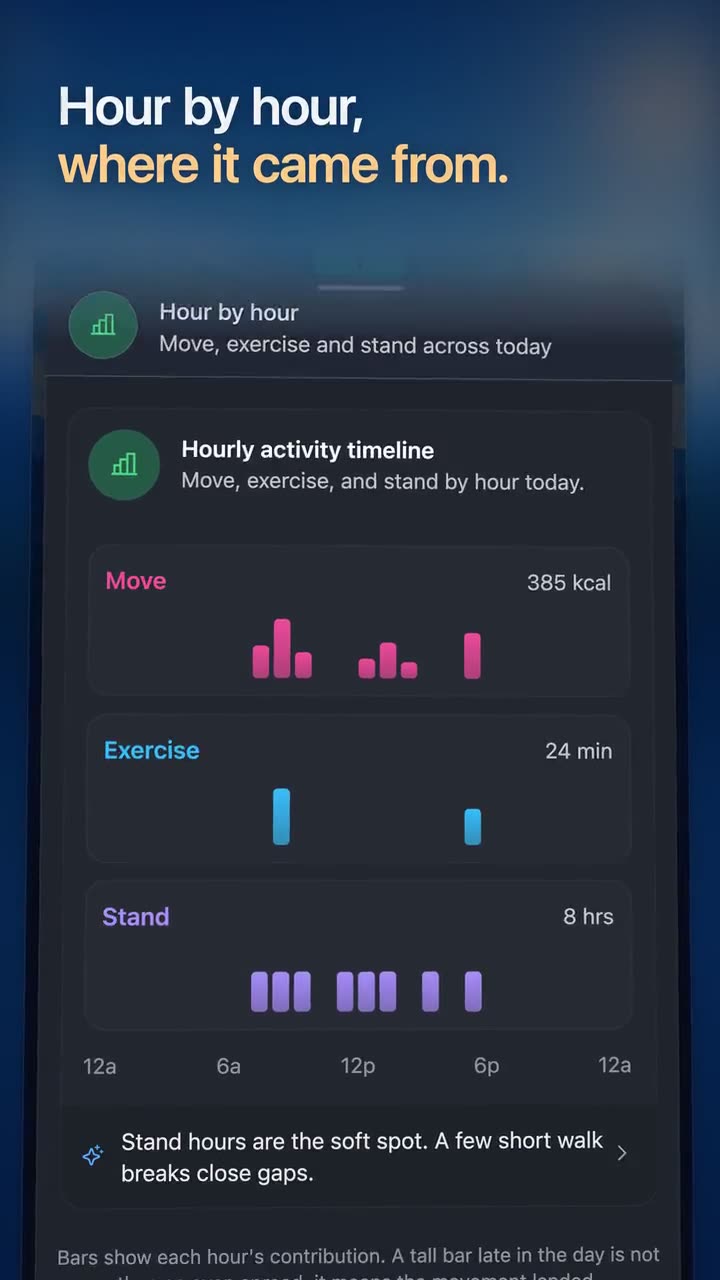 Hour by hour,
where it came from.
Hour by hour
Move, exercise and stand across today
Hourly activity timeline
Move, exercise, and stand by hour today.
Move
385 kcal
Exercise
24 min
Stand
8 hrs
12a 6a 12p 6p 12a
Stand hours are the soft spot. A few short walk
breaks close gaps.
Bars show each hour's contribution. A tall bar late in the day is not